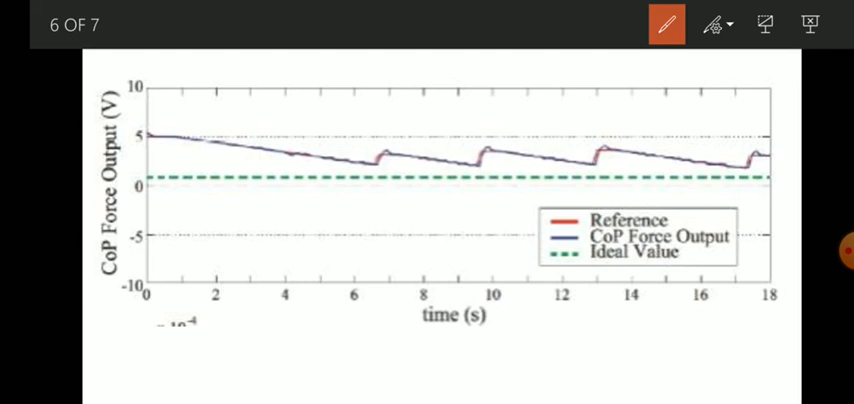 6 OF 7
10
5
0
-5
-10
CoP Force Output (V)
Reference
CoP Force Output
Ideal Value
0 2 4 6 8 10 12 14 16 18
time (s)